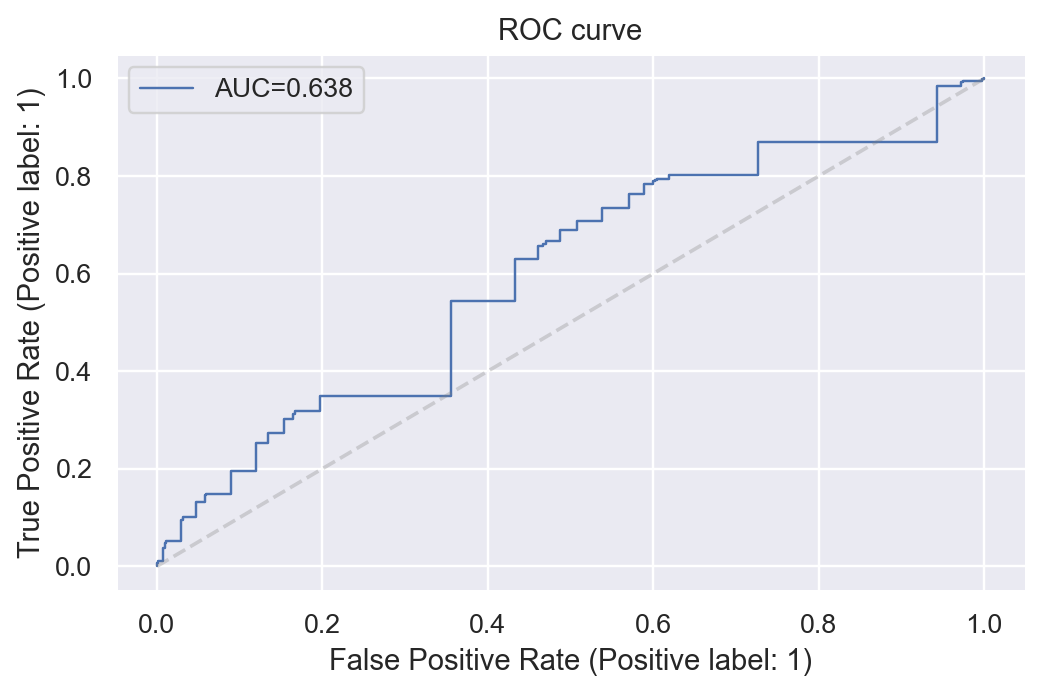 ROC curve
AUC=0.638
True Positive Rate (Positive label: 1)
1.0
0.8
0.6
0.4
0.2
0.0
0.0 0.2 0.4 0.6 0.8 1.0
False Positive Rate (Positive label: 1)